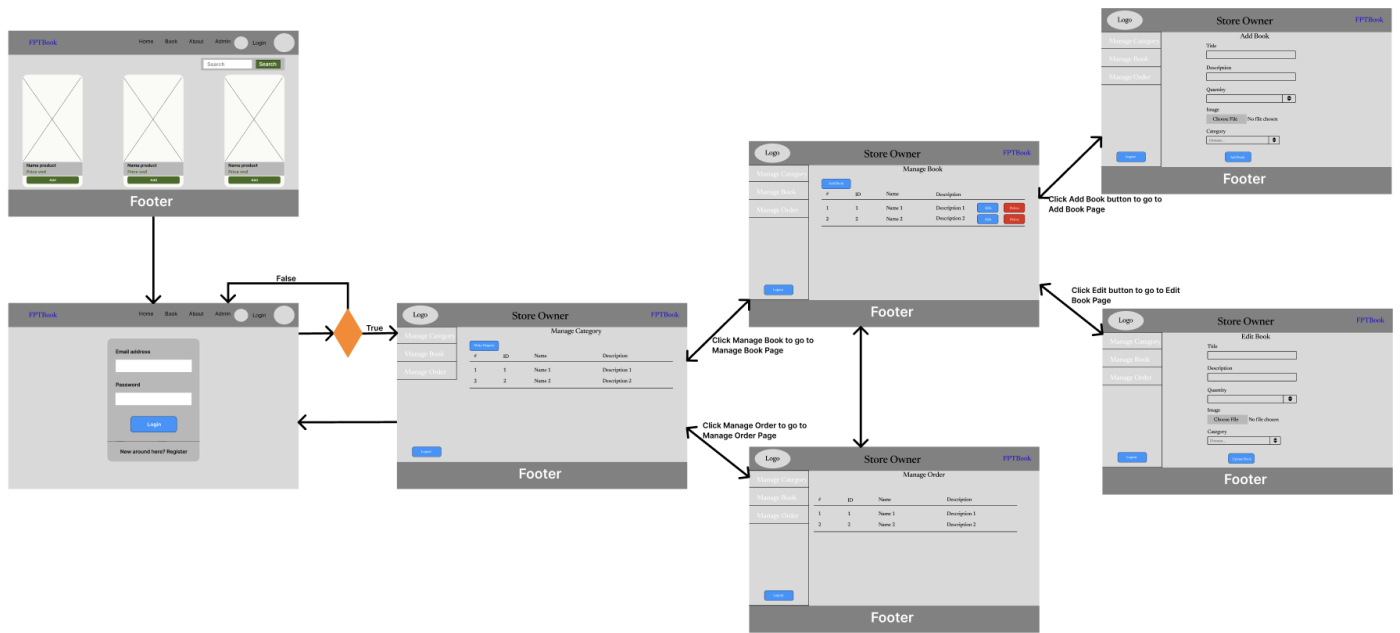 FPTBook
Home Book About Admin Login
Search Search
Name product Name product Name product
Price vnd Price vnd Price vnd
Add Add Add
Footer
False
True
FPTBook
Home Book About Admin Login
Email address
Password
Login
New around here? Register
Logo Store Owner FPTBook
Manage Category
Manage Book
Manage Order
Manage Category
# ID Name Description
1 1 Name 1 Description 1
2 2 Name 2 Description 2
Logout
Footer
Click Manage Book to go to
Manage Book Page
Click Manage Order to go to
Manage Order Page
Logo Store Owner FPTBook
Manage Category
Manage Book
Manage Order
Manage Book
Add Book
# ID Name Description
1 1 Name 1 Description 1 Edit Delete
2 2 Name 2 Description 2 Edit Delete
Logout
Footer
Logo Store Owner FPTBook
Manage Category
Manage Book
Manage Order
Manage Order
# ID Name Description
1 1 Name 1 Description 1
2 2 Name 2 Description 2
Logout
Footer
Click Add Book button to go to
Add Book Page
Click Edit button to go to Edit
Book Page
Logo Store Owner FPTBook
Manage Category
Manage Book
Manage Order
Add Book
Title
Description
Quantity
Image
Choose File No file chosen
Category
Logout
Add Book
Footer
Logo Store Owner FPTBook
Manage Category
Manage Book
Manage Order
Edit Book
Title
Description
Quantity
Image
Choose File No file chosen
Category
Logout
Update Book
Footer